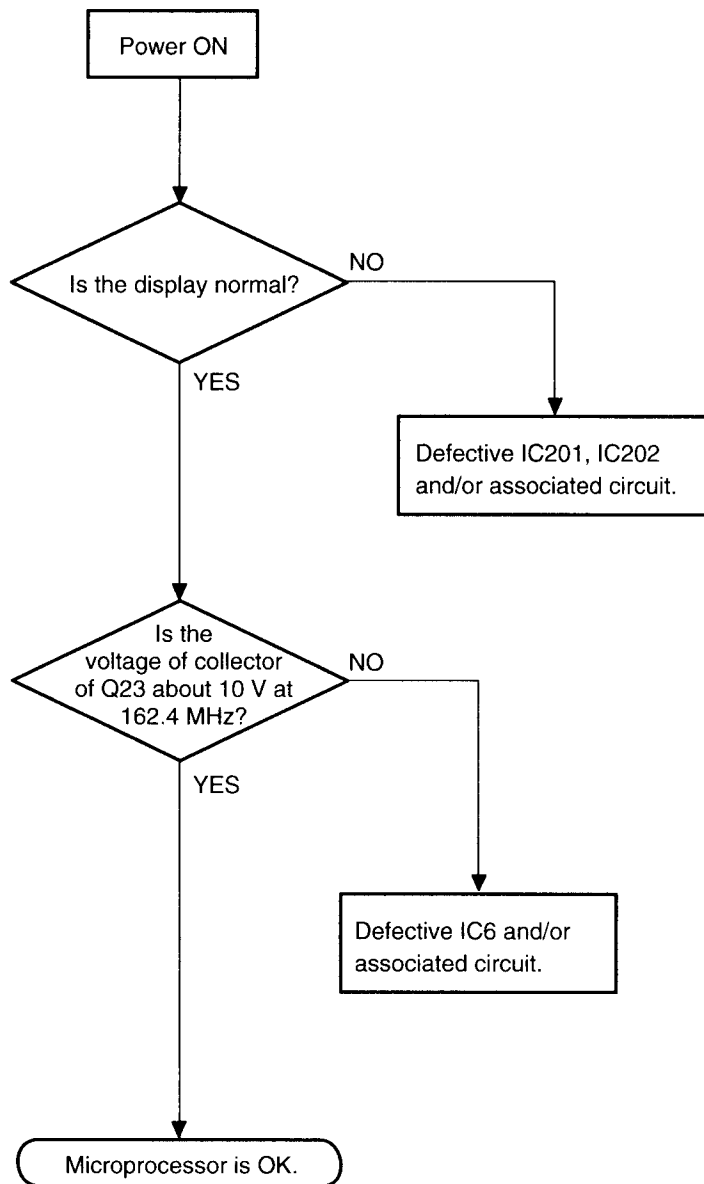 Power ON
Is the display normal?
NO
YES
Defective IC201, IC202
and/or associated circuit.
Is the
voltage of collector
of Q23 about 10 V at
162.4 MHz?
NO
YES
Defective IC6 and/or
associated circuit.
Microprocessor is OK.